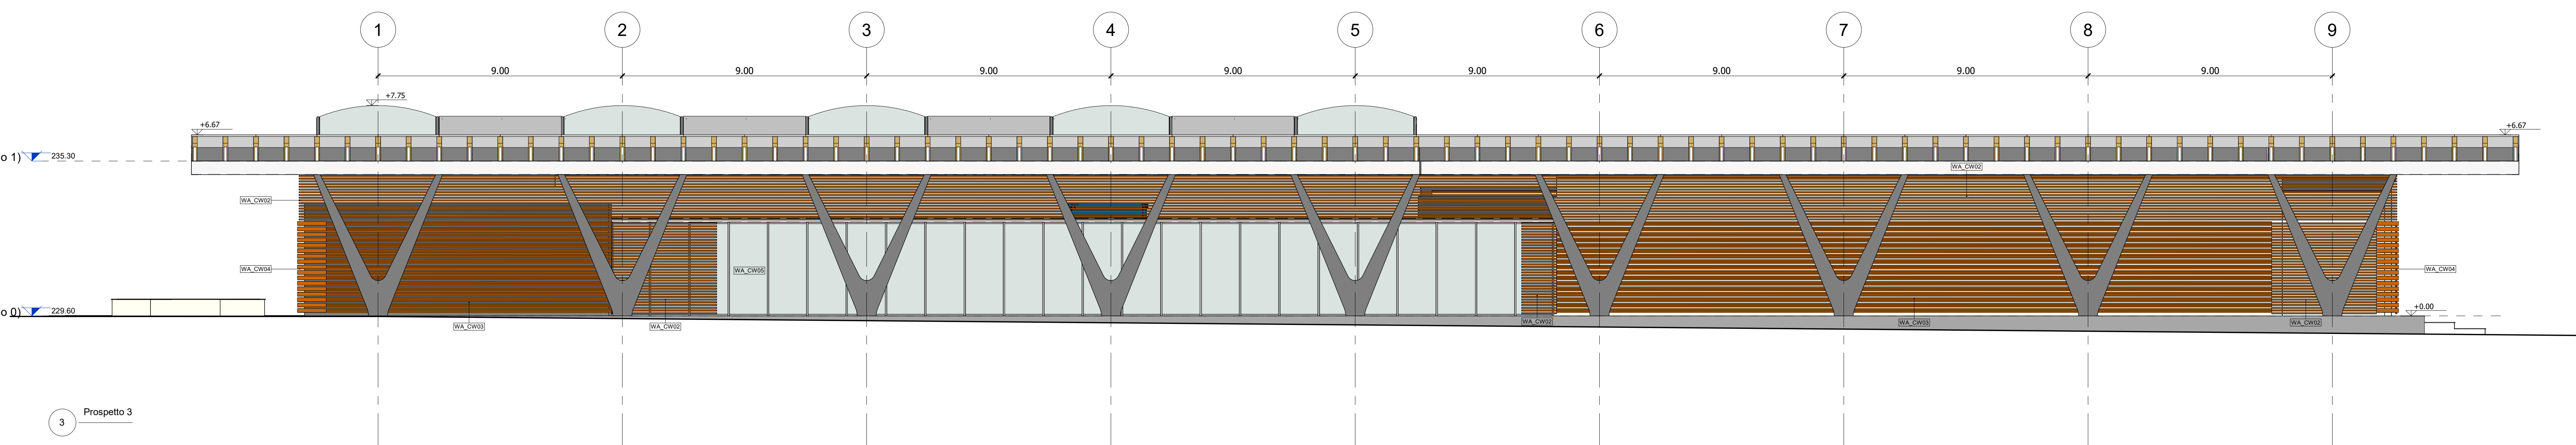 1 2 3 4 5 6 7 8 9
9.00 9.00 9.00 9.00 9.00 9.00 9.00 9.00
+7.75
+6.67 +6.67
o 1) 235.30
WA_CW02
WA_CW02
WA_CW04 WA_CW05 WA_CW04
o 0) 229.60 +0.00
WA_CW03 WA_CW02 WA_CW02 WA_CW03 WA_CW02
Prospetto 3
3